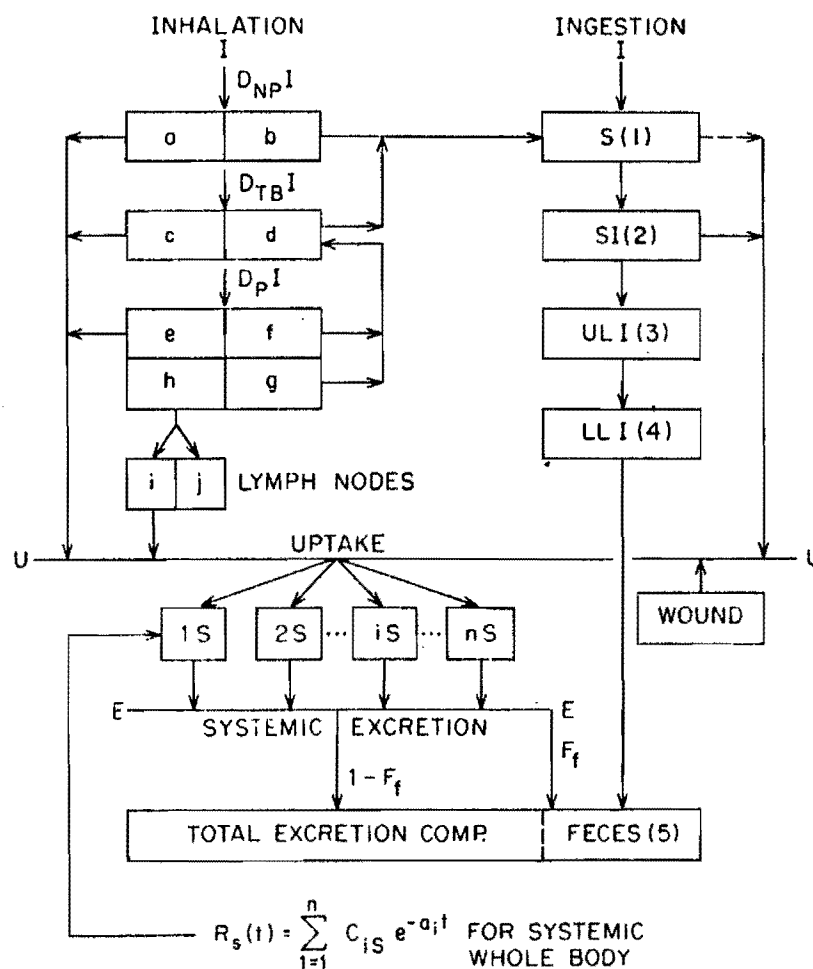 INHALATION INGESTION
I I
D_NP I
a b S(1)
D_TB I
c d SI(2)
D_P I
e f ULI(3)
h g
LLI(4)
i j LYMPH NODES
U UPTAKE U
WOUND
1S 2S ... iS ... nS
E SYSTEMIC EXCRETION E
F_f
1 - F_f
TOTAL EXCRETION COMP. FECES(5)
R_s(t) = n∑1=1 C_iS e^-a_i t FOR SYSTEMIC
WHOLE BODY